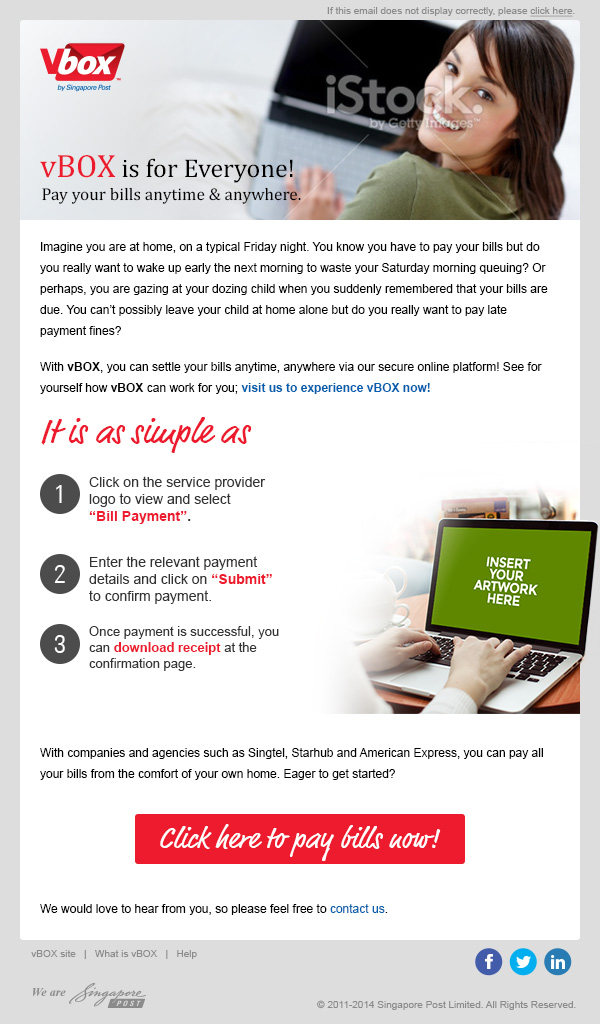 If this email does not display correctly, please click here.
Vbox
by Singapore Post
iStock.
by Getty Images™
vBOX is for Everyone!
Pay your bills anytime & anywhere.
Imagine you are at home, on a typical Friday night. You know you have to pay your bills but do
you really want to wake up early the next morning to waste your Saturday morning queuing? Or
perhaps, you are gazing at your dozing child when you suddenly remembered that your bills are
due. You can’t possibly leave your child at home alone but do you really want to pay late
payment fines?
With vBOX, you can settle your bills anytime, anywhere via our secure online platform! See for
yourself how vBOX can work for you; visit us to experience vBOX now!
It is as simple as
1
Click on the service provider
logo to view and select
“Bill Payment”.
2
Enter the relevant payment
details and click on “Submit”
to confirm payment.
3
Once payment is successful, you
can download receipt at the
confirmation page.
INSERT
YOUR
ARTWORK
HERE
With companies and agencies such as Singtel, Starhub and American Express, you can pay all
your bills from the comfort of your own home. Eager to get started?
Click here to pay bills now!
We would love to hear from you, so please feel free to contact us.
vBOX site | What is vBOX | Help
f
in
We are Singapore POST
© 2011-2014 Singapore Post Limited. All Rights Reserved.